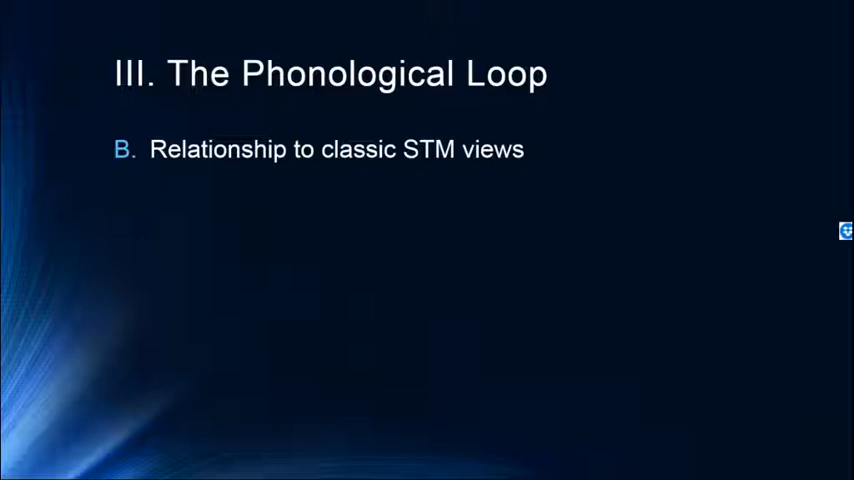 III. The Phonological Loop
B. Relationship to classic STM views